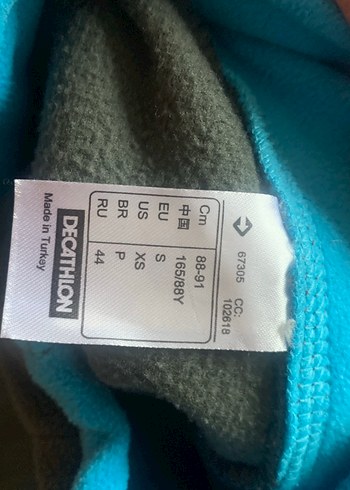 67305 CC:
102618
Cm 88-91
中国 165/88Y
EU S
US XS
BR P
RU 44
DECATHLON
Made in Turkey